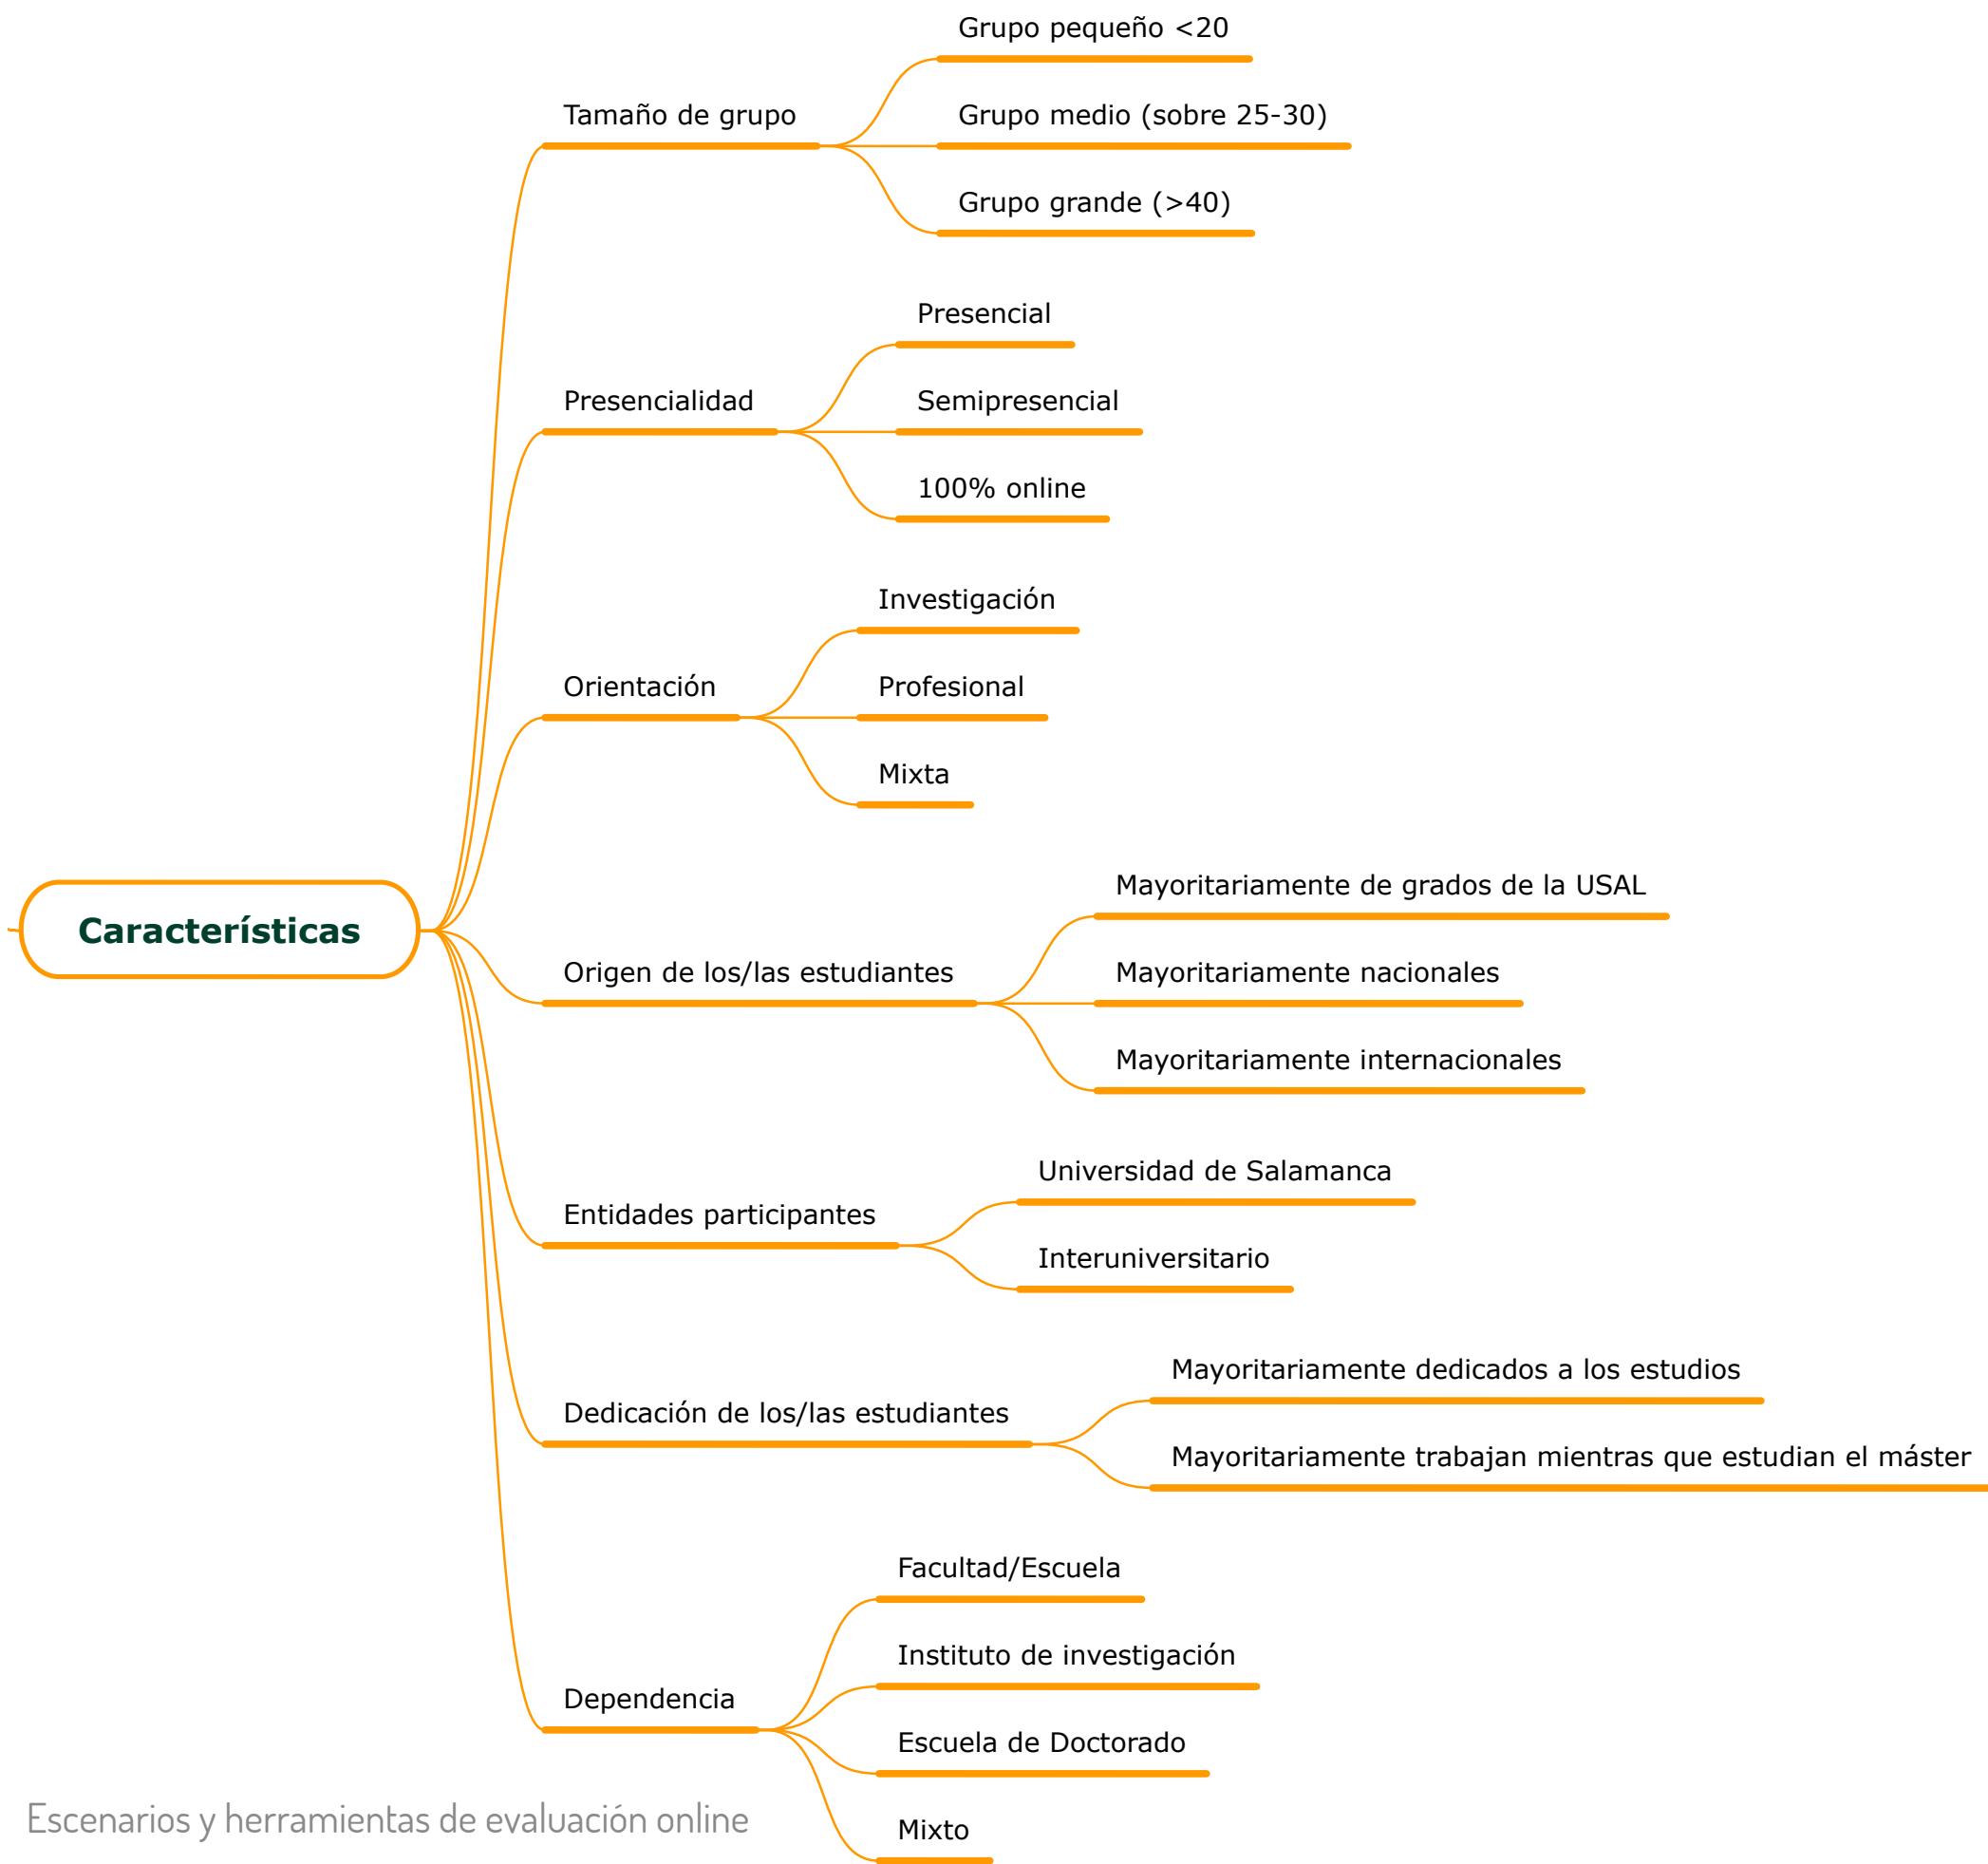 Características
Tamaño de grupo
Grupo pequeño <20
Grupo medio (sobre 25-30)
Grupo grande (>40)
Presencialidad
Presencial
Semipresencial
100% online
Orientación
Investigación
Profesional
Mixta
Origen de los/las estudiantes
Mayoritariamente de grados de la USAL
Mayoritariamente nacionales
Mayoritariamente internacionales
Entidades participantes
Universidad de Salamanca
Interuniversitario
Dedicación de los/las estudiantes
Mayoritariamente dedicados a los estudios
Mayoritariamente trabajan mientras que estudian el máster
Dependencia
Facultad/Escuela
Instituto de investigación
Escuela de Doctorado
Mixto
Escenarios y herramientas de evaluación online